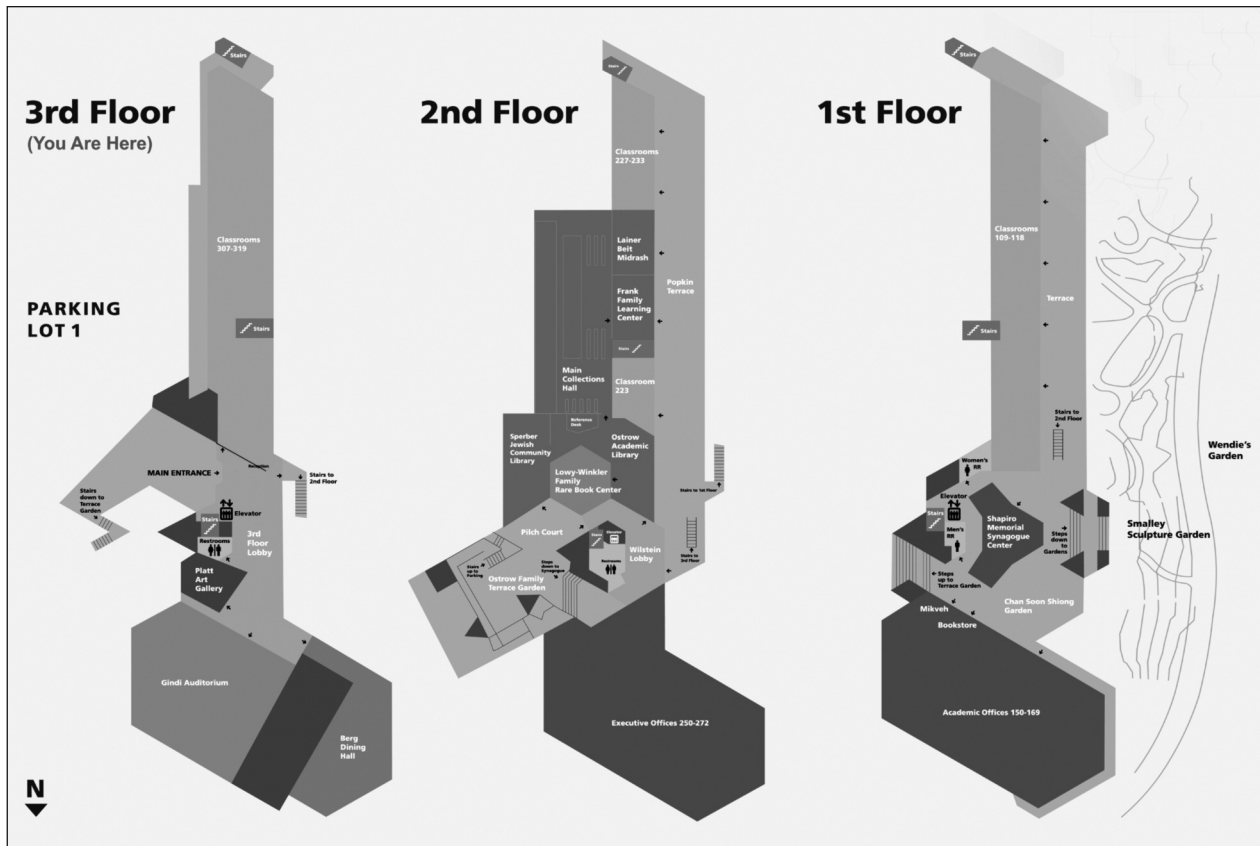 3rd Floor
(You Are Here)
Stairs
Classrooms
307-319
PARKING
LOT 1
Stairs
Reception
MAIN ENTRANCE
Stairs to
2nd Floor
Stairs
down to
Terrace
Garden
Elevator
Stairs
Restrooms
3rd
Floor
Lobby
Platt
Art
Gallery
Gindi Auditorium
Berg
Dining
Hall
N
2nd Floor
Stairs
Classrooms
227-233
Lainer
Beit
Midrash
Frank
Family
Learning
Center
Popkin
Terrace
Stairs
Main
Collections
Hall
Classroom
223
Reference
Desk
Sperber
Jewish
Community
Library
Ostrow
Academic
Library
Lowy-Winkler
Family
Rare Book Center
Stairs to 1st Floor
Pilch Court
Stairs
Elevator
Restrooms
Wilstein
Lobby
Stairs to
3rd Floor
Stairs
up to
Parking
Steps
down to
Synagogue
Ostrow Family
Terrace Garden
Executive Offices 250-272
1st Floor
Stairs
Classrooms
109-118
Terrace
Stairs
Stairs to
2nd Floor
Wendie's
Garden
Women's
RR
Elevator
Stairs
Men's
RR
Shapiro
Memorial
Synagogue
Center
Steps
down
to
Gardens
Smalley
Sculpture Garden
Steps
up to
Terrace Garden
Chan Soon Shiong
Garden
Mikveh
Bookstore
Academic Offices 150-169